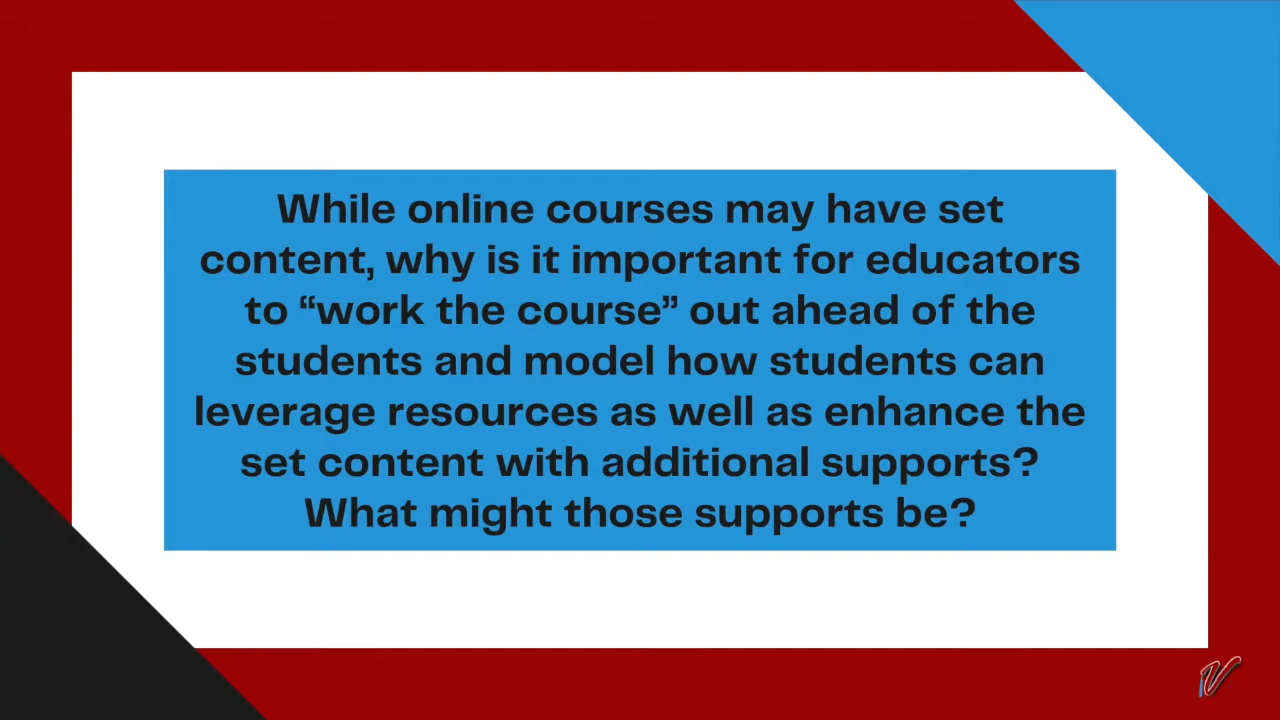 While online courses may have set
content, why is it important for educators
to “work the course” out ahead of the
students and model how students can
leverage resources as well as enhance the
set content with additional supports?
What might those supports be?
iV